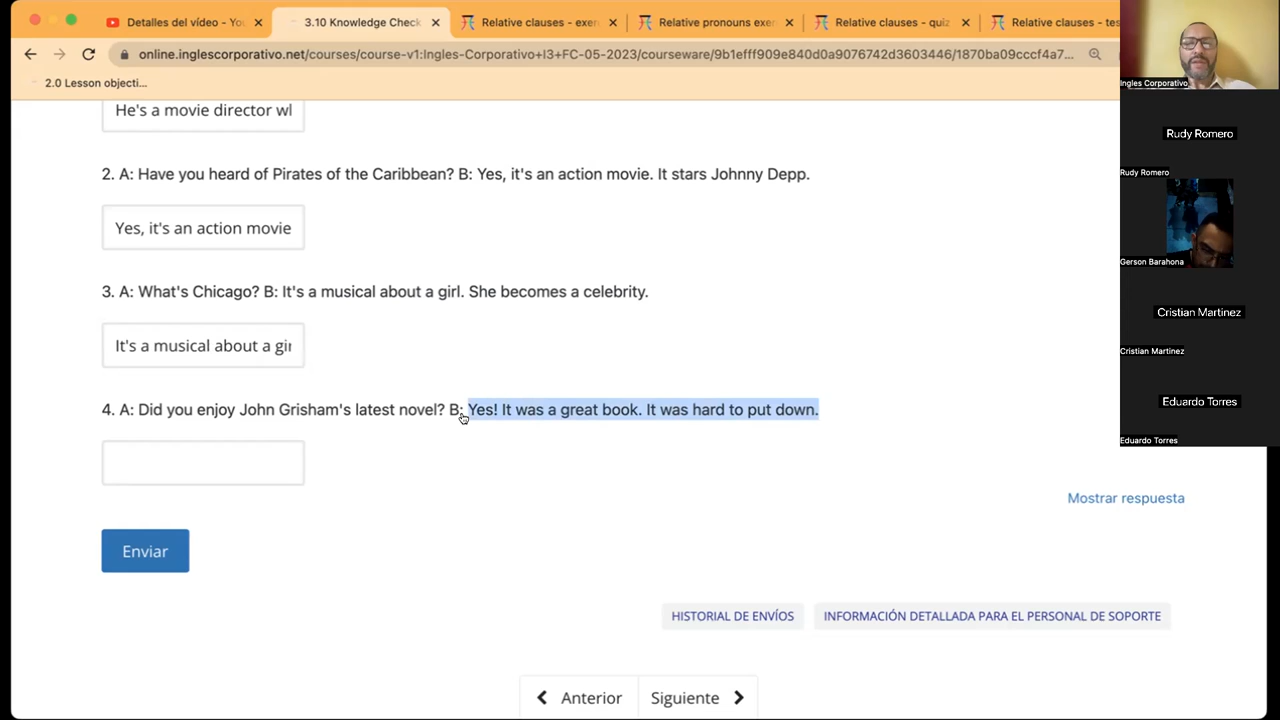 Detalles del vídeo - You
3.10 Knowledge Check
Relative clauses - exer
Relative pronouns exer
Relative clauses - quiz
Relative clauses - tes
online.inglescorporativo.net/courses/course-v1:Ingles-Corporativo+I3+FC-05-2023/courseware/9b1efff909e840d0a9076742d3603446/1870ba09cccf4a7...
2.0 Lesson objecti...
He's a movie director wl
2. A: Have you heard of Pirates of the Caribbean? B: Yes, it's an action movie. It stars Johnny Depp.
Yes, it's an action movie
3. A: What's Chicago? B: It's a musical about a girl. She becomes a celebrity.
It's a musical about a gir
4. A: Did you enjoy John Grisham's latest novel? B: Yes! It was a great book. It was hard to put down.
Mostrar respuesta
Enviar
HISTORIAL DE ENVÍOS
INFORMACIÓN DETALLADA PARA EL PERSONAL DE SOPORTE
Anterior
Siguiente
Ingles Corporativo
Rudy Romero
Rudy Romero
Gerson Barahona
Cristian Martinez
Cristian Martinez
Eduardo Torres
Eduardo Torres